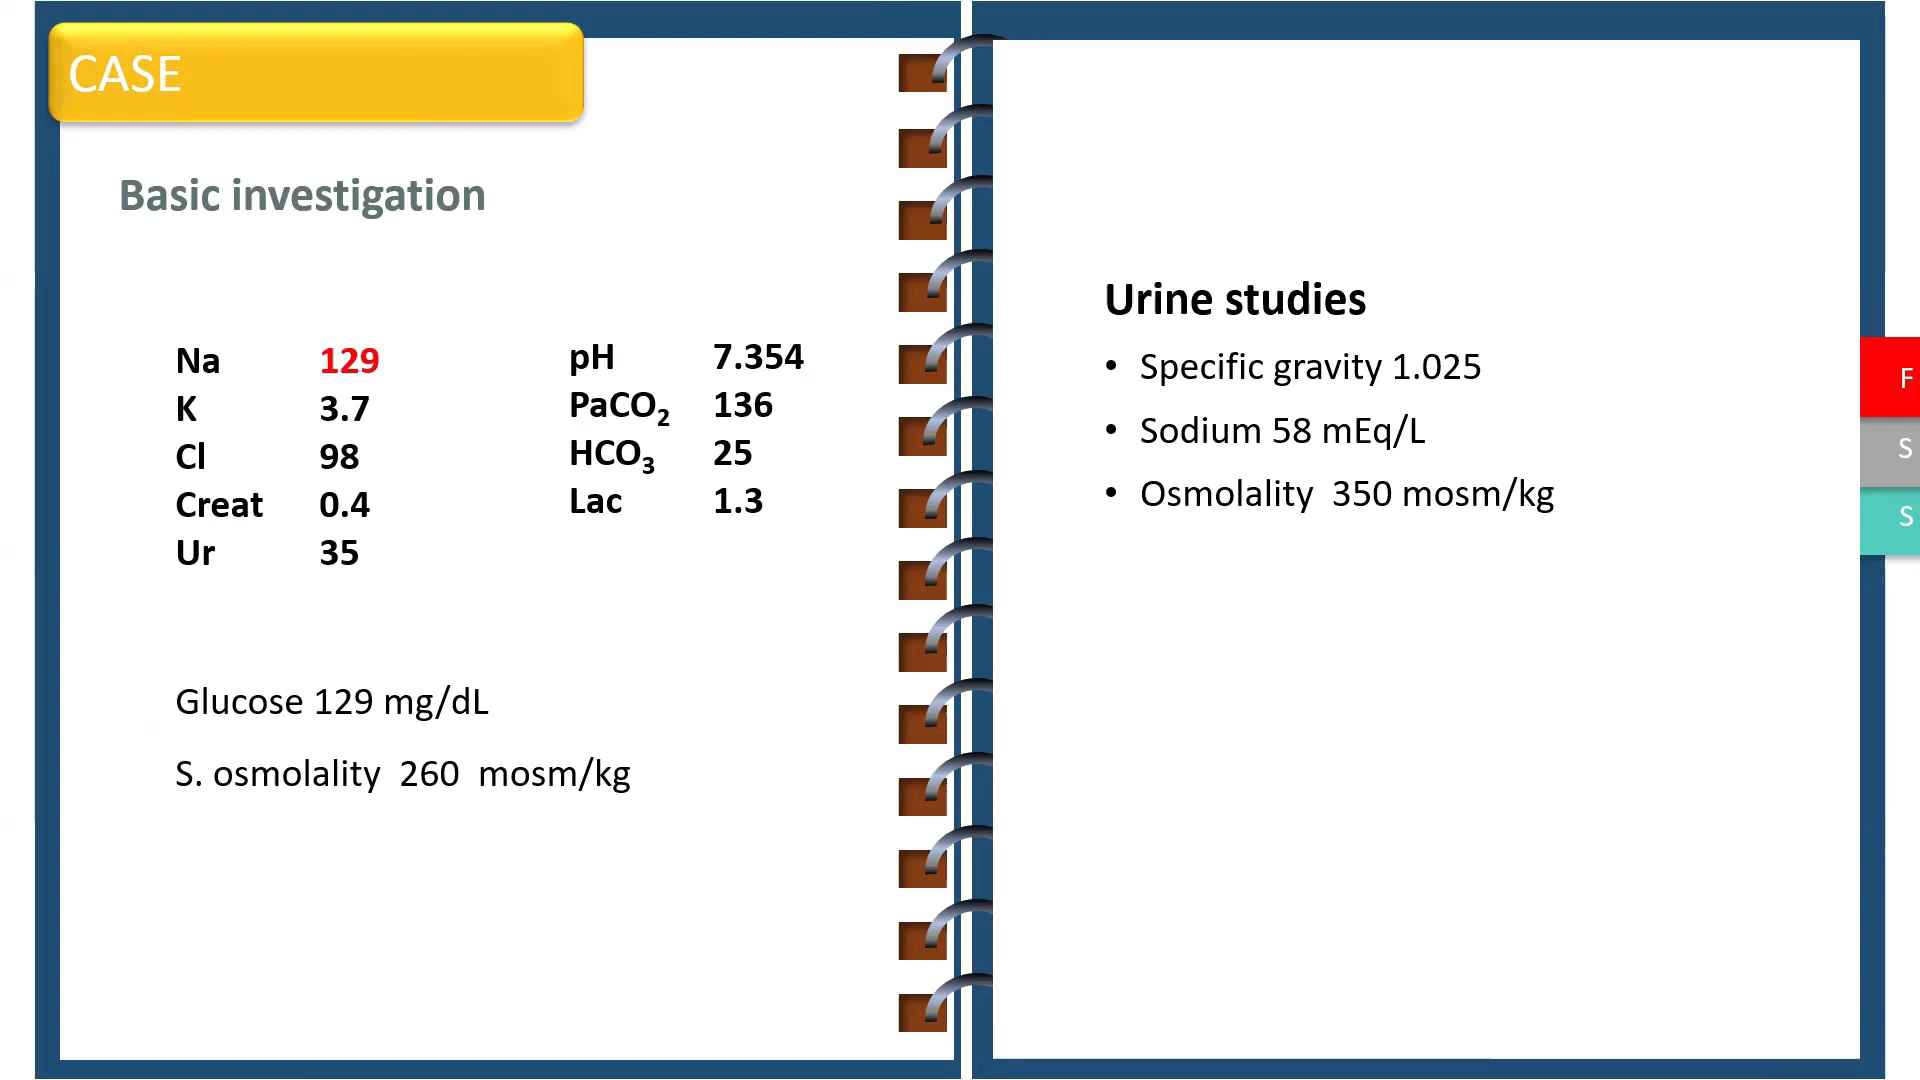 CASE
Basic investigation
Na 129
K 3.7
Cl 98
Creat 0.4
Ur 35
pH 7.354
PaCO₂ 136
HCO₃ 25
Lac 1.3
Glucose 129 mg/dL
S. osmolality 260 mosm/kg
Urine studies
• Specific gravity 1.025
• Sodium 58 mEq/L
• Osmolality 350 mosm/kg
F
S
S